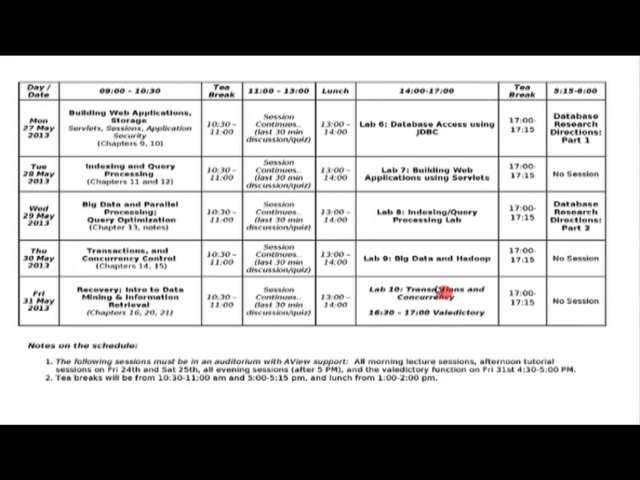 Day / Date 09:00 – 10:30 Tea Break 11:00 – 13:00 Lunch 14:00-17:00 Tea Break 5:15-6:00
Mon 27 May 2013
Building Web Applications, Storage
Servlets, Sessions, Application Security
(Chapters 9, 10)
10:30 – 11:00
Session Continues.. (last 30 min discussion/quiz)
13:00 – 14:00
Lab 6: Database Access using JDBC
17:00-17:15
Database Research Directions: Part 1
Tue 28 May 2013
Indexing and Query Processing
(Chapters 11 and 12)
10:30 – 11:00
Session Continues.. (last 30 min discussion/quiz)
13:00 – 14:00
Lab 7: Building Web Applications using Servlets
17:00-17:15
No Session
Wed 29 May 2013
Big Data and Parallel Processing;
Query Optimization
(Chapter 13, notes)
10:30 – 11:00
Session Continues.. (last 30 min discussion/quiz)
13:00 – 14:00
Lab 8: Indexing/Query Processing Lab
17:00-17:15
Database Research Directions: Part 2
Thu 30 May 2013
Transactions, and Concurrency Control
(Chapters 14, 15)
10:30 – 11:00
Session Continues.. (last 30 min discussion/quiz)
13:00 – 14:00
Lab 9: Big Data and Hadoop
17:00-17:15
No Session
Fri 31 May 2013
Recovery; Intro to Data Mining & Information Retrieval
(Chapters 16, 20, 21)
10:30 – 11:00
Session Continues.. (last 30 min discussion/quiz)
13:00 – 14:00
Lab 10: Transactions and Concurrency
16:30 – 17:00 Valedictory
17:00-17:15
No Session
Notes on the schedule:
1. The following sessions must be in an auditorium with AView support: All morning lecture sessions, afternoon tutorial
sessions on Fri 24th and Sat 25th, all evening sessions (after 5 PM), and the valedictory function on Fri 31st 4:30-5:00 PM.
2. Tea breaks will be from 10:30-11:00 am and 5:00-5:15 pm, and lunch from 1:00-2:00 pm.